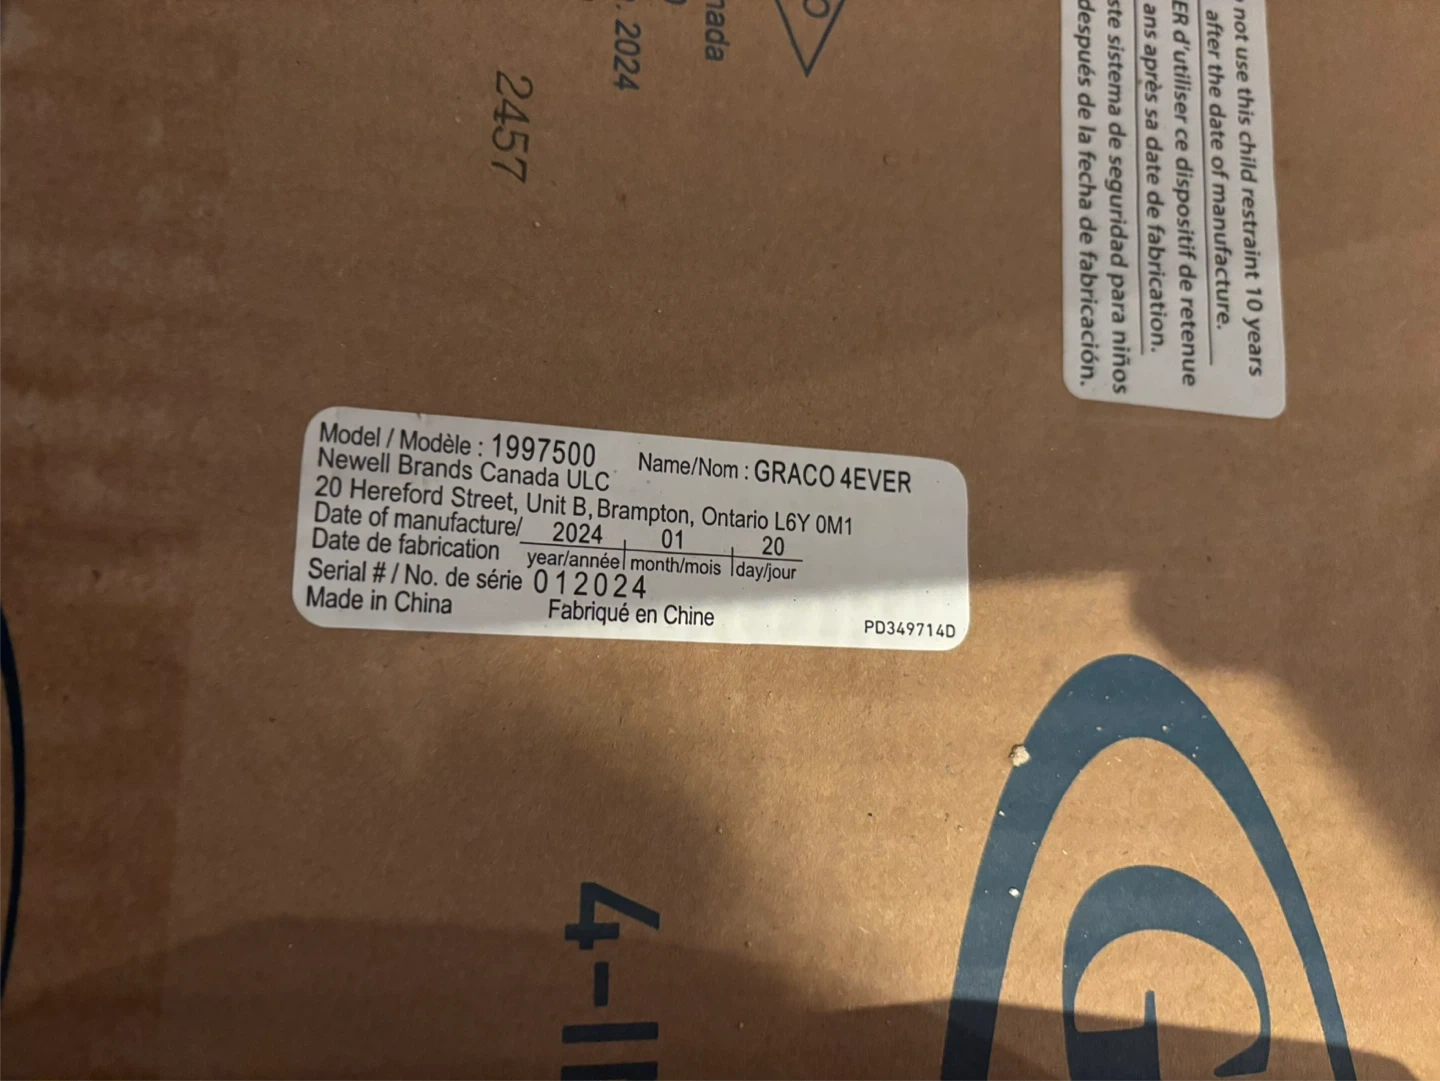 Model / Modèle : 1997500 Name/Nom : GRACO 4EVER
Newell Brands Canada ULC
20 Hereford Street, Unit B, Brampton, Ontario L6Y 0M1
Date of manufacture/ 2024 01 20
Date de fabrication year/année month/mois day/jour
Serial # / No. de série 012024
Made in China Fabriqué en Chine PD349714D
not use this child restraint 10 years
after the date of manufacture.
ER d'utiliser ce dispositif de retenue
ans après sa date de fabrication.
ste sistema de seguridad para niños
después de la fecha de fabricación.
nada
. 2024
2457
4-
G